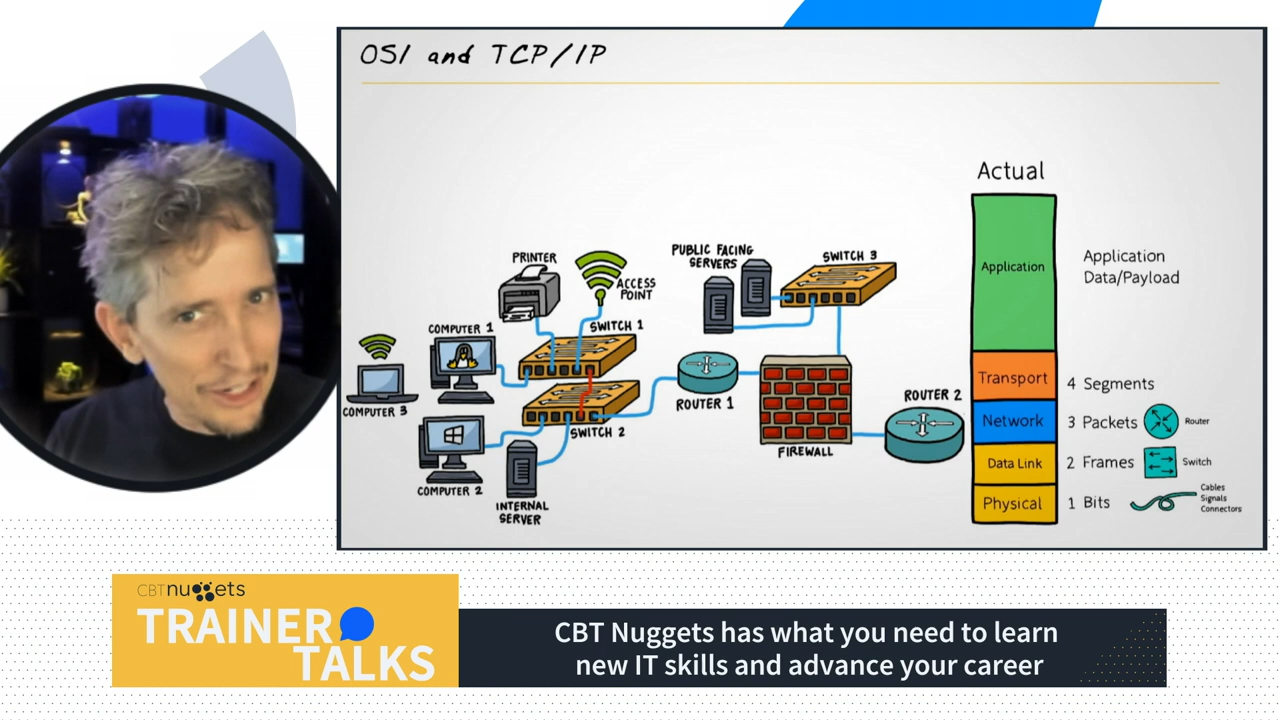 OSI and TCP/IP
Actual
Application
Application
Data/Payload
Transport
4 Segments
Network
3 Packets
Router
Data Link
2 Frames
Switch
Physical
1 Bits
Cables
Signals
Connectors
PRINTER
ACCESS
POINT
PUBLIC FACING
SERVERS
SWITCH 3
COMPUTER 1
SWITCH 1
COMPUTER 3
SWITCH 2
COMPUTER 2
INTERNAL
SERVER
ROUTER 1
FIREWALL
ROUTER 2
CBTnuggets
TRAINER
TALKS
CBT Nuggets has what you need to learn
new IT skills and advance your career